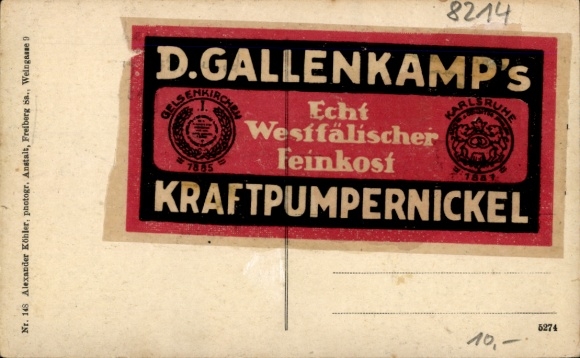 8214
D.GALLENKAMP's
GELSENKIRCHEN
1885
Echt
Westfälischer
Feinkost
KARLSRUHE
1887
KRAFTPUMPERNICKEL
Nr. 148 Alexander Köhler, photogr. Anstalt, Freiberg Sa., Weingasse 9
5274
10,-